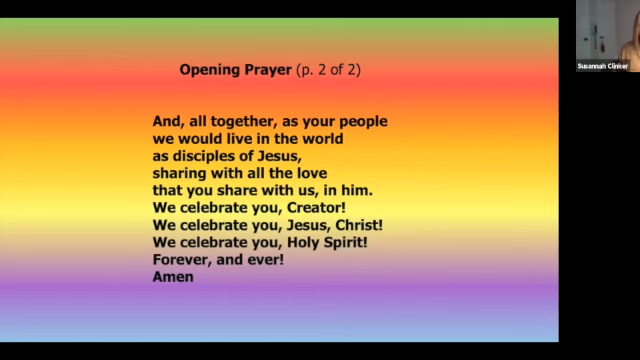 Opening Prayer (p. 2 of 2)
And, all together, as your people
we would live in the world
as disciples of Jesus,
sharing with all the love
that you share with us, in him.
We celebrate you, Creator!
We celebrate you, Jesus, Christ!
We celebrate you, Holy Spirit!
Forever, and ever!
Amen
Susannah Clinker